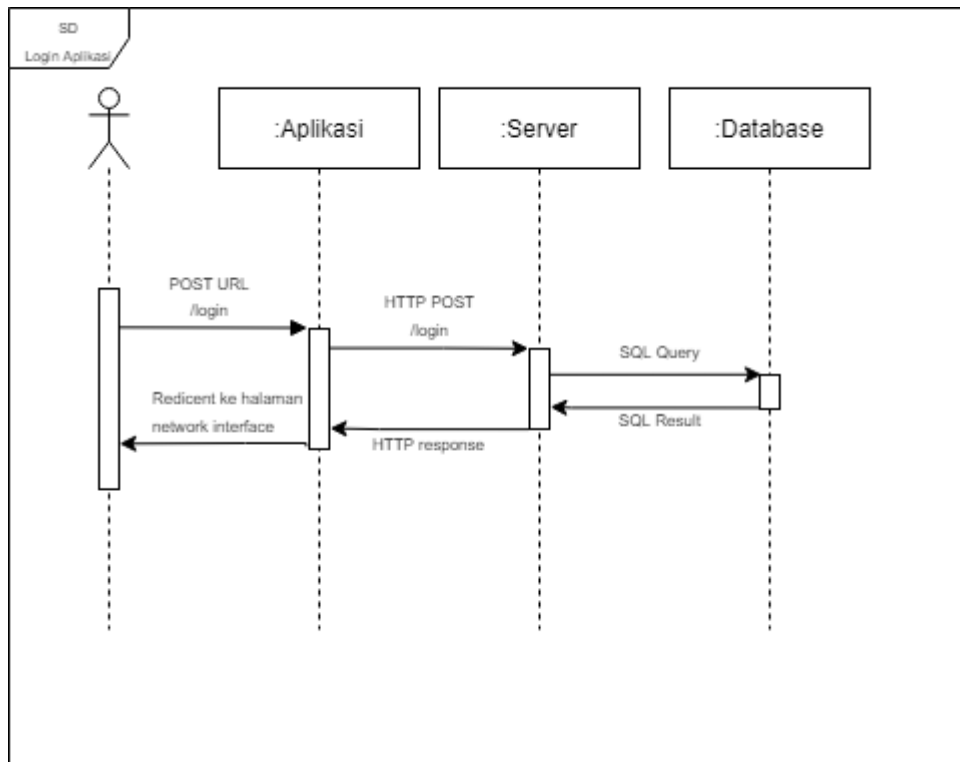 SD
Login Aplikasi
:Aplikasi
:Server
:Database
POST URL
/login
HTTP POST
/login
SQL Query
Redicent ke halaman
network interface
SQL Result
HTTP response